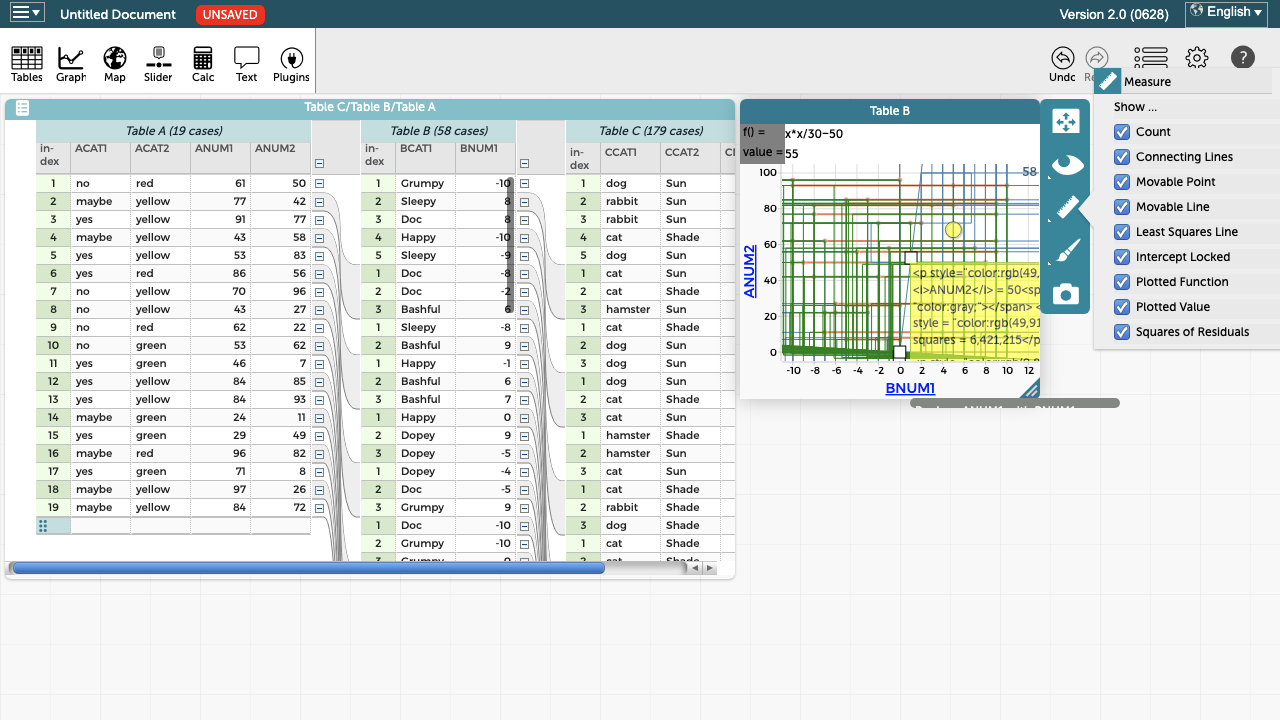 Untitled Document UNSAVED Version 2.0 (0628) English
Tables Graph Map Slider Calc Text Plugins Undo
Measure
Show ...
Count
Connecting Lines
Movable Point
Movable Line
Least Squares Line
Intercept Locked
Plotted Function
Plotted Value
Squares of Residuals
Table C/Table B/Table A
Table A (19 cases) Table B (58 cases) Table C (179 cases)
in-dex ACAT1 ACAT2 ANUM1 ANUM2 in-dex BCAT1 BNUM1 in-dex CCAT1 CCAT2
1 no red 61 50 1 Grumpy -10 1 dog Sun
2 maybe yellow 77 42 2 Sleepy 8 2 rabbit Sun
3 yes yellow 91 77 3 Doc 8 3 rabbit Sun
4 maybe yellow 43 58 4 Happy -10 4 cat Shade
5 yes yellow 53 83 5 Sleepy -9 5 dog Sun
6 yes red 86 56 1 Doc -8 1 cat Sun
7 no yellow 70 96 2 Doc -2 2 cat Shade
8 no yellow 43 27 3 Bashful 6 3 hamster Sun
9 no red 62 22 1 Sleepy -8 1 cat Shade
10 no green 53 62 2 Bashful 9 2 dog Sun
11 yes green 46 7 3 Happy -1 3 dog Sun
12 yes yellow 84 85 2 Bashful 6 1 dog Sun
13 yes yellow 84 93 3 Bashful 7 2 cat Shade
14 maybe green 24 11 1 Happy 0 3 cat Sun
15 yes green 29 49 2 Dopey 9 1 hamster Shade
16 maybe red 96 82 3 Dopey -5 2 hamster Sun
17 yes green 71 8 1 Dopey -4 3 cat Sun
18 maybe yellow 97 26 2 Doc -5 1 cat Shade
19 maybe yellow 84 72 3 Grumpy 9 2 rabbit Shade
1 Doc -10 3 dog Shade
2 Grumpy -10 1 cat Shade
3 Grumpy 0 2 cat Shade
Table B
f() = x*x/30−50
value = 55
58
100
80
60
40
20
0
ANUM2
<p style="color:rgb(49,
<i>ANUM2</i> = 50<sp
"color:gray;"></span>
style = "color:rgb(49,91
squares = 6,421,215</p
-10 -8 -6 -4 -2 0 2 4 6 8 10 12
BNUM1